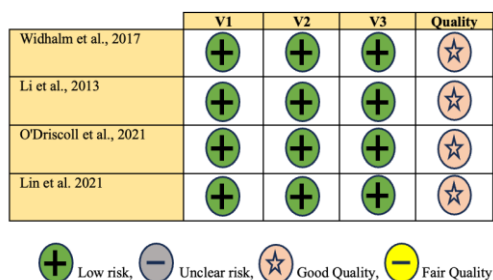 V1 V2 V3 Quality
Widhalm et al., 2017
Li et al., 2013
O'Driscoll et al., 2021
Lin et al. 2021
Low risk, Unclear risk, Good Quality, Fair Quality